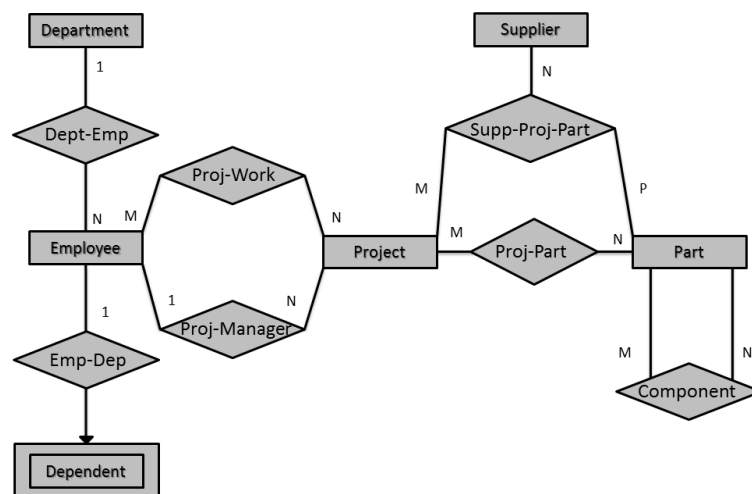 Department
Supplier
1
N
Dept-Emp
Supp-Proj-Part
Proj-Work
M
P
N
M
N
M
N
Employee
Project
Proj-Part
Part
1
N
1
Proj-Manager
Emp-Dep
M
N
Component
Dependent